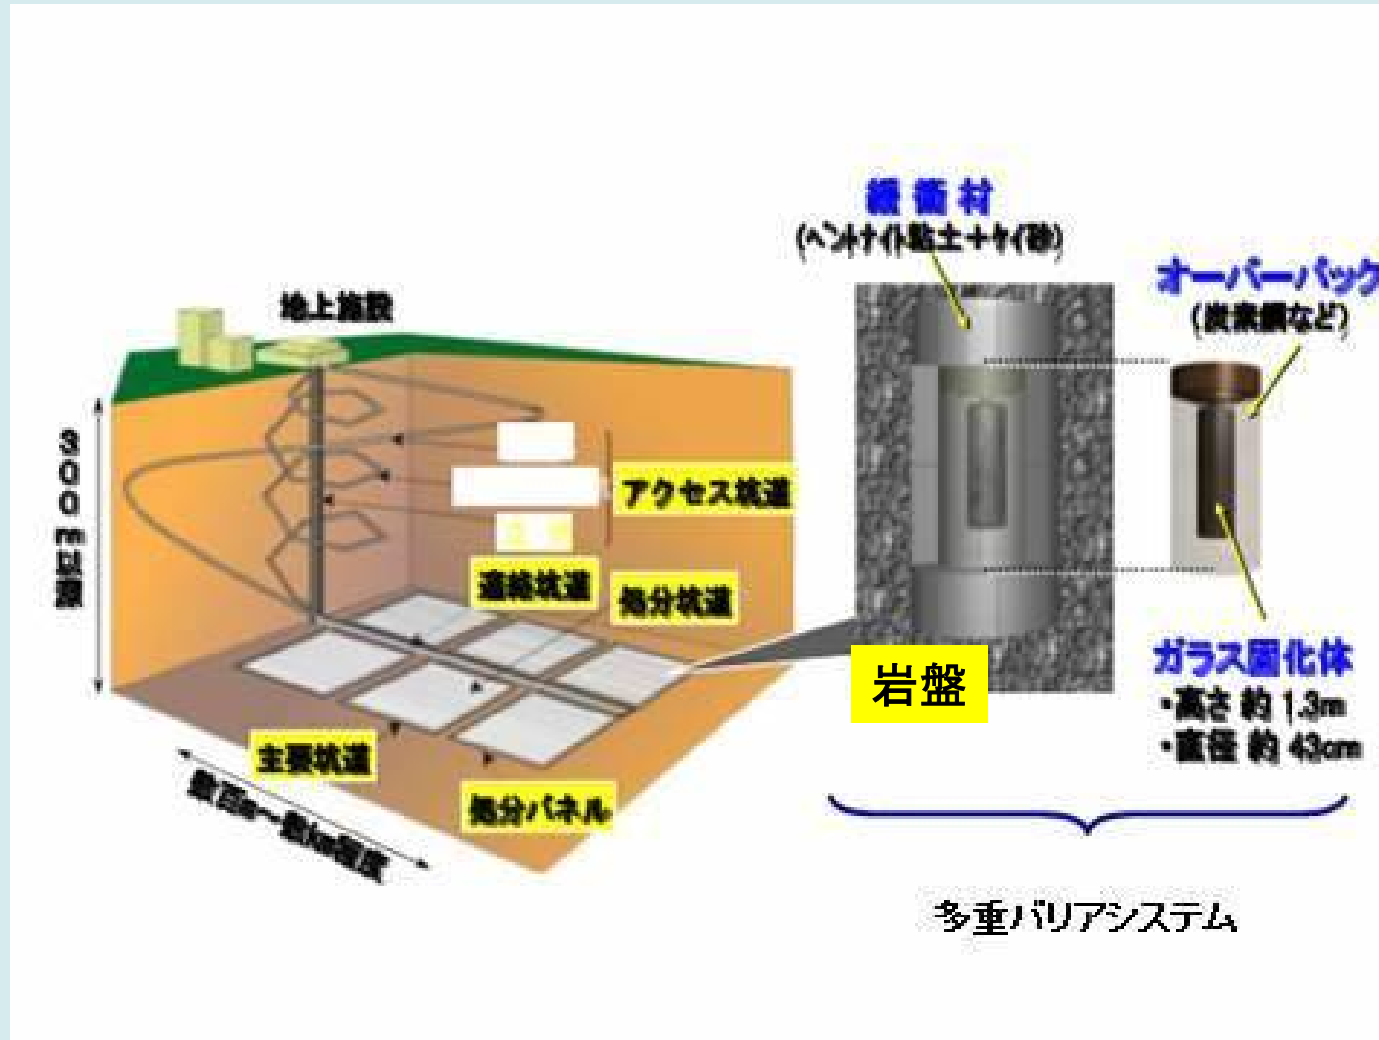 緩衝材
(ベントナイト粘土+ケイ砂)
オーバーパック
(炭素鋼など)
地上施設
300m以深
アクセス坑道
連絡坑道
処分坑道
岩盤
ガラス固化体
・高さ 約 1.3m
・直径 約 43cm
主要坑道
処分パネル
数百m～数km程度
多重バリアシステム